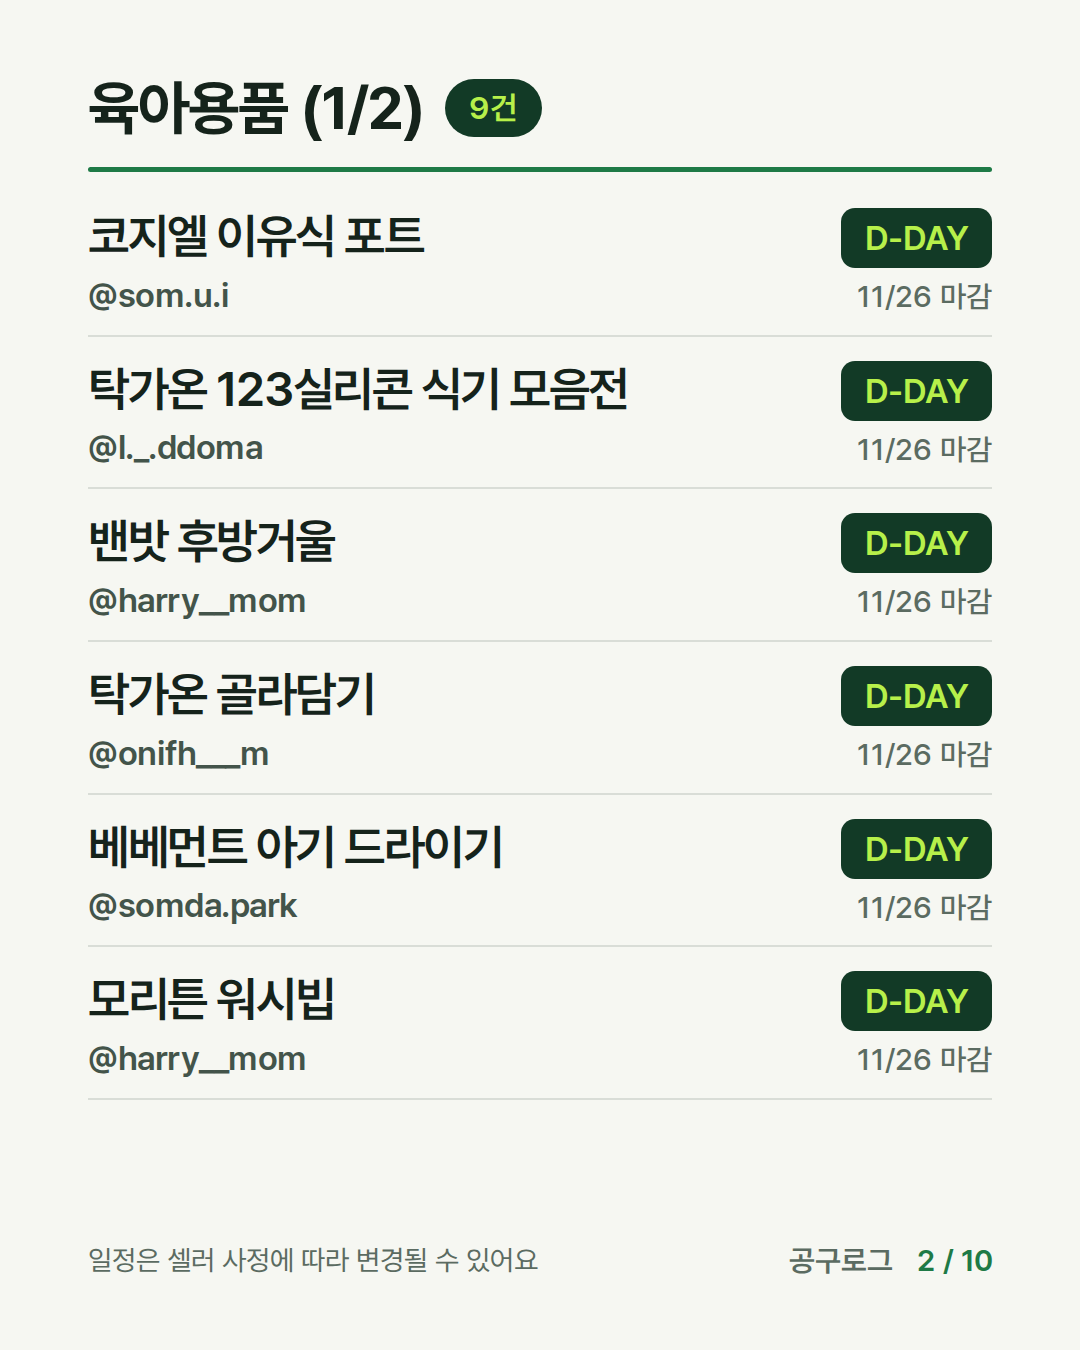 육아용품 (1/2) 9건
코지엘 이유식 포트 D-DAY
@som.u.i 11/26 마감
탁가온 123실리콘 식기 모음전 D-DAY
@l._.ddoma 11/26 마감
밴밧 후방거울 D-DAY
@harry__mom 11/26 마감
탁가온 골라담기 D-DAY
@onifh___m 11/26 마감
베베먼트 아기 드라이기 D-DAY
@somda.park 11/26 마감
모리튼 워시빕 D-DAY
@harry__mom 11/26 마감
일정은 셀러 사정에 따라 변경될 수 있어요 공구로그 2 / 10